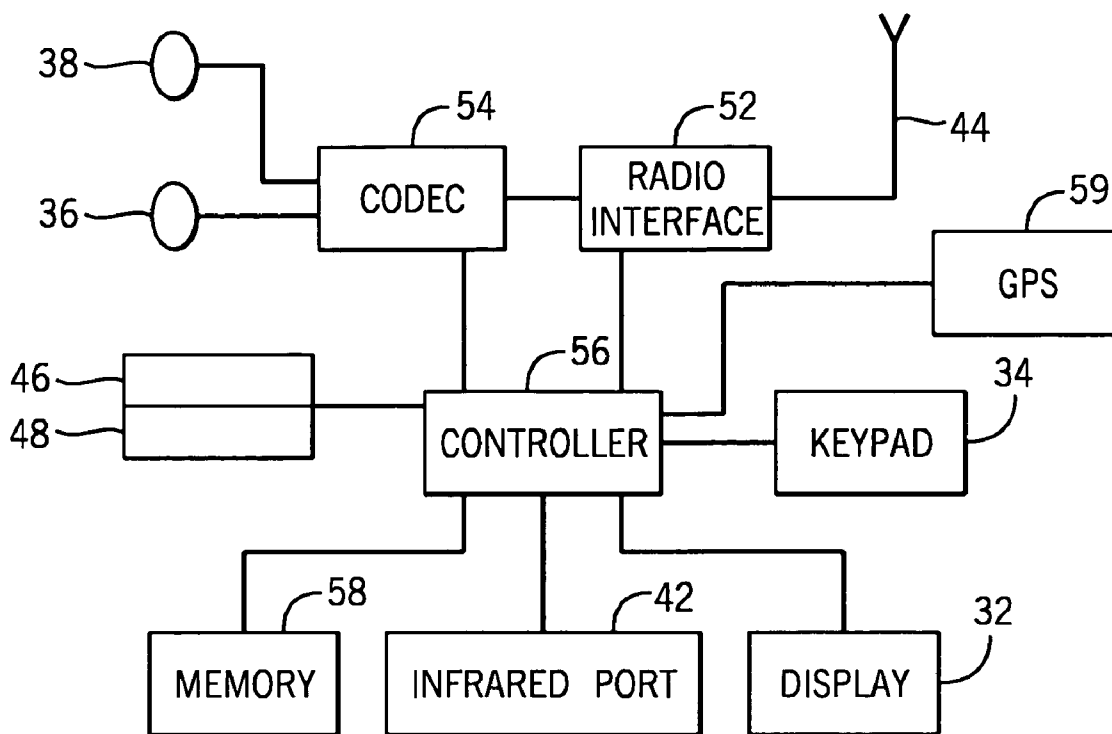 38
54
52
44
CODEC
RADIO
INTERFACE
36
59
GPS
46
48
56
CONTROLLER
34
KEYPAD
58
MEMORY
42
INFRARED PORT
32
DISPLAY